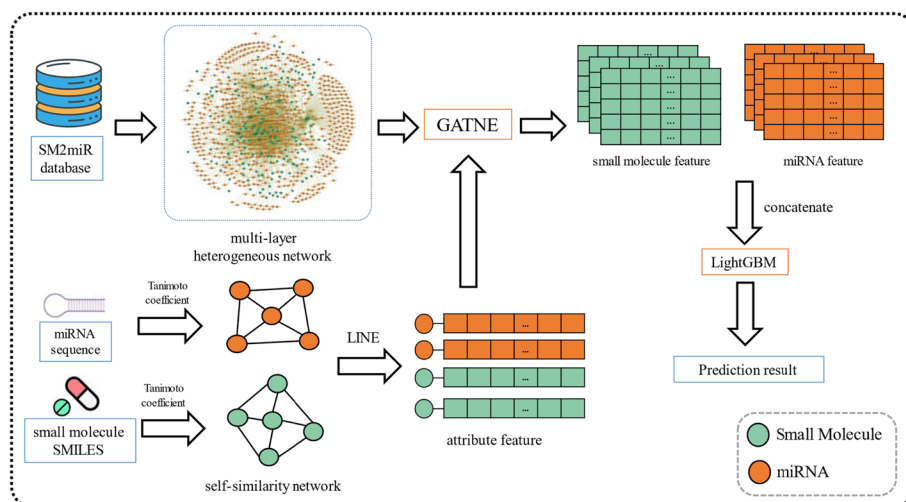 SM2miR
database
multi-layer
heterogeneous network
GATNE
...
...
...
...
...
small molecule feature
...
...
...
...
...
miRNA feature
concatenate
LightGBM
Prediction result
miRNA
sequence
Tanimoto
coefficient
small molecule
SMILES
Tanimoto
coefficient
self-similarity network
LINE
...
...
...
...
attribute feature
Small Molecule
miRNA